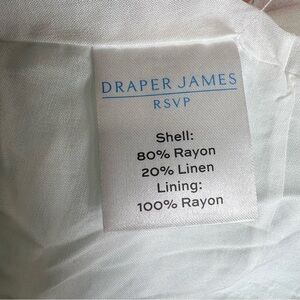 DRAPER JAMES
RSVP
Shell:
80% Rayon
20% Linen
Lining:
100% Rayon